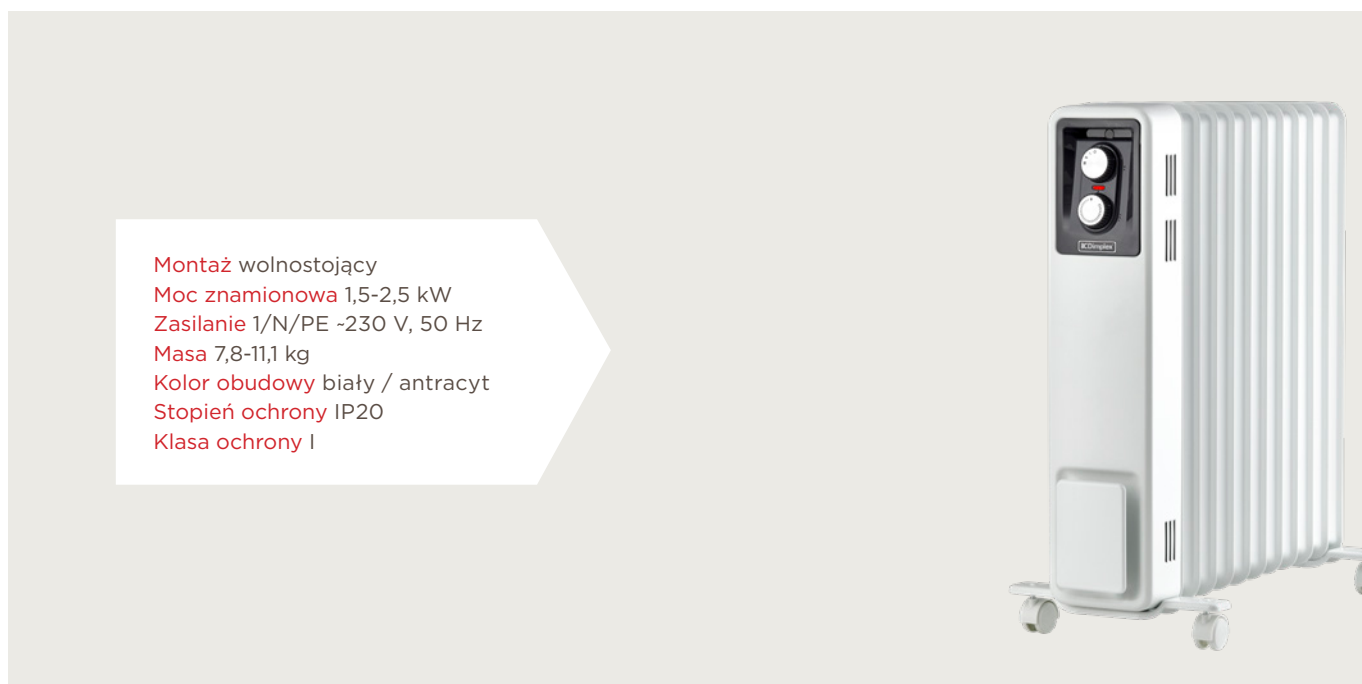 Montaż wolnostojący
Moc znamionowa 1,5-2,5 kW
Zasilanie 1/N/PE ~230 V, 50 Hz
Masa 7,8-11,1 kg
Kolor obudowy biały / antracyt
Stopień ochrony IP20
Klasa ochrony I
Dimplex